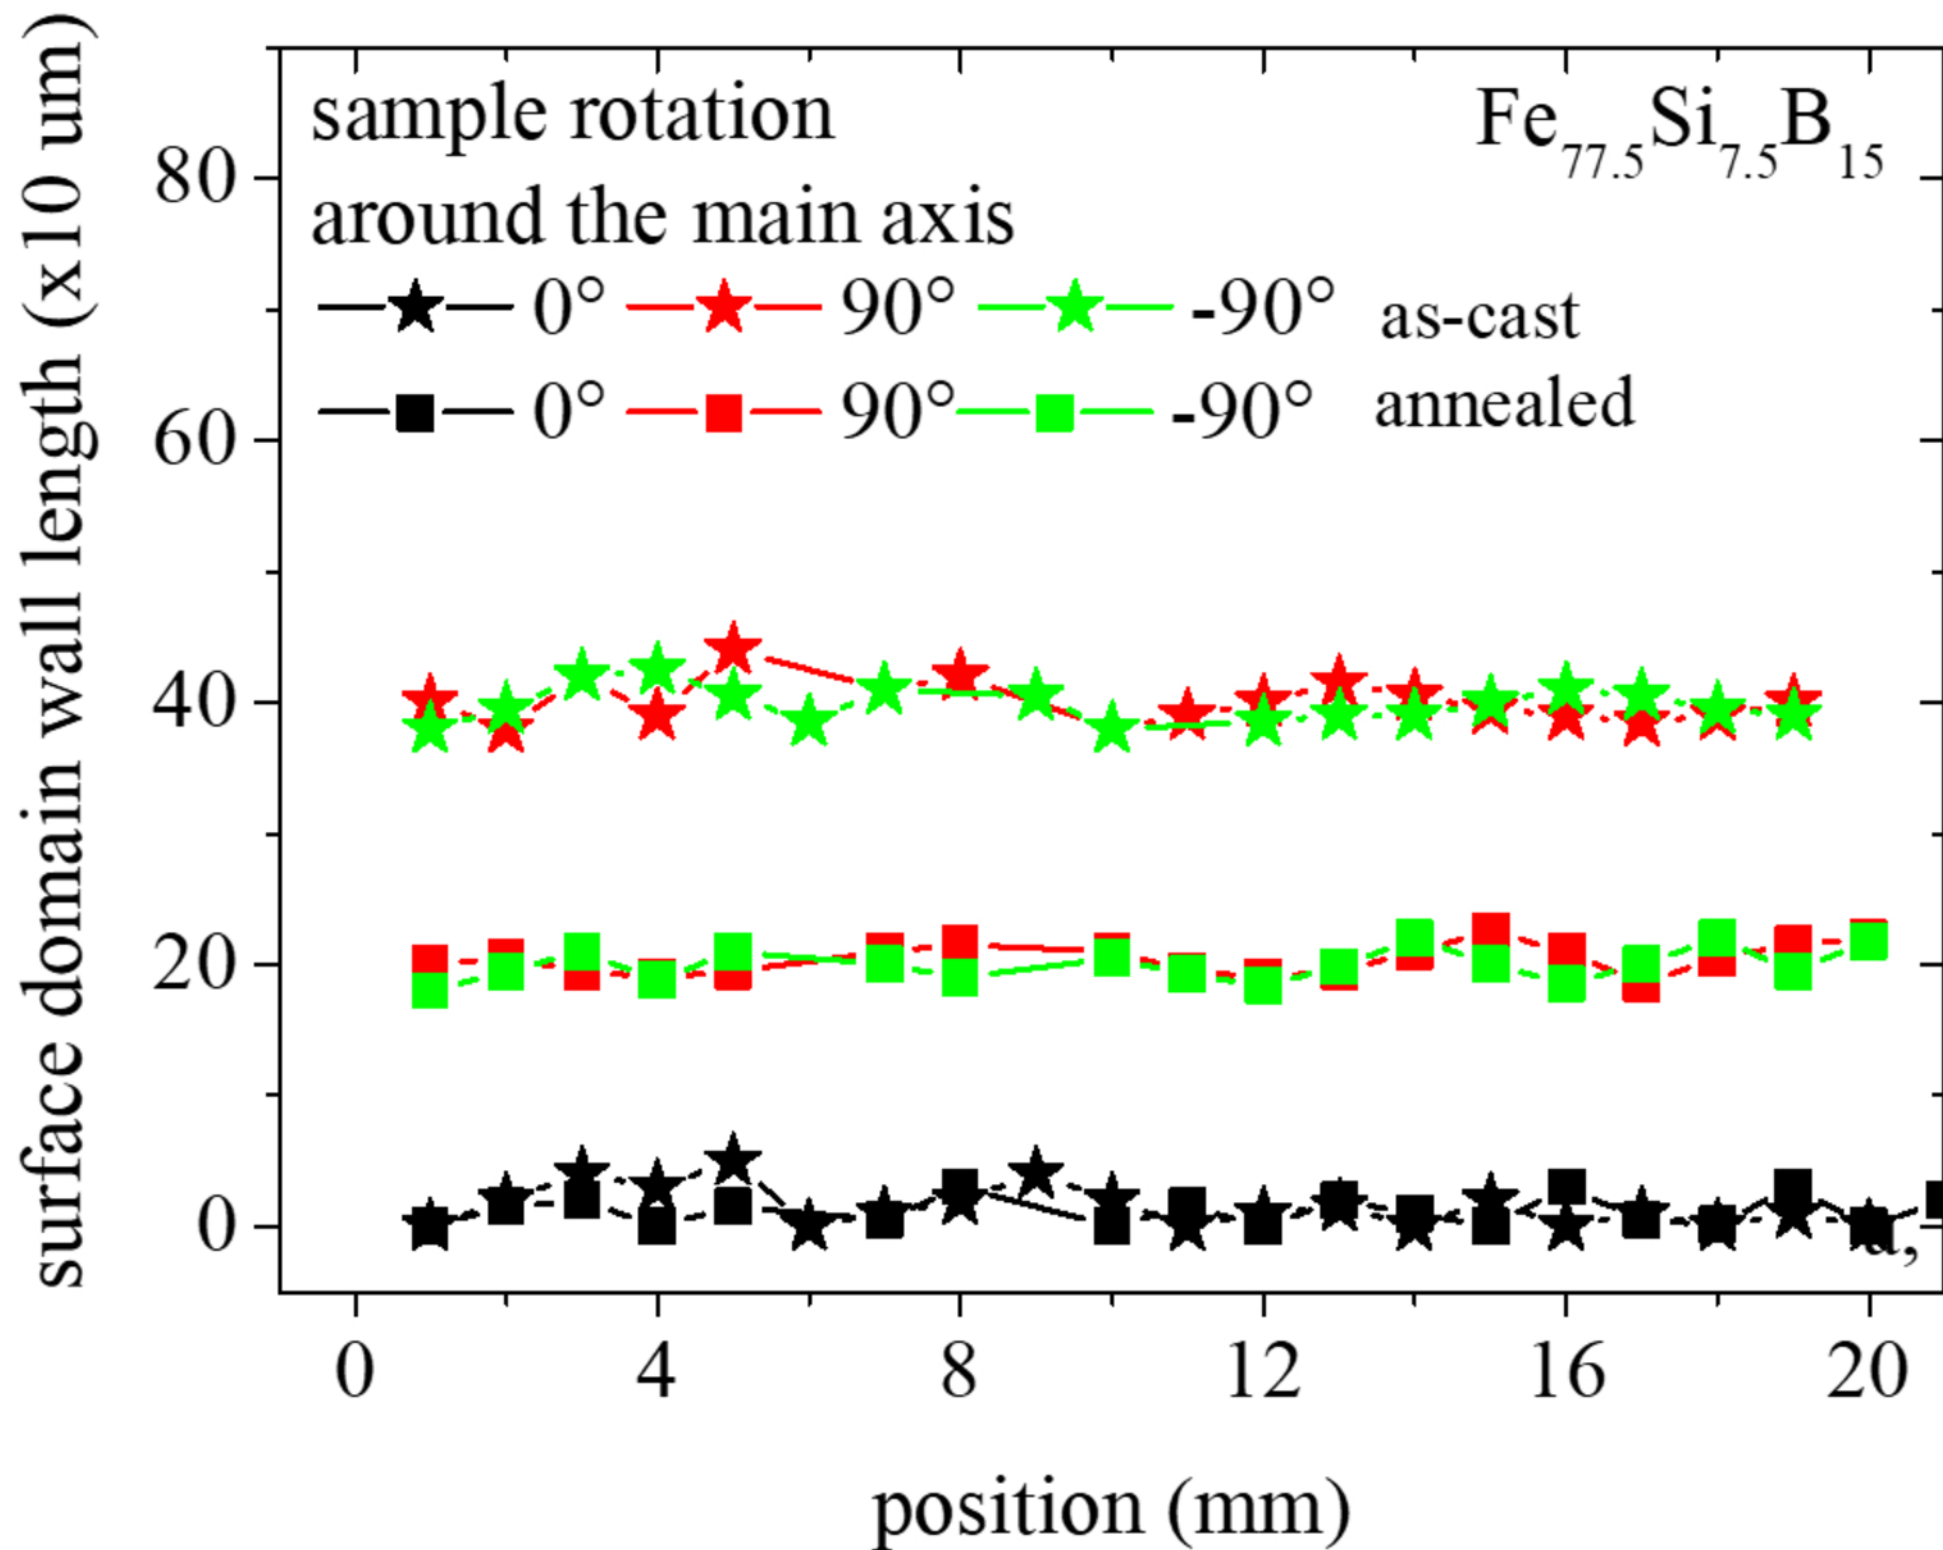 surface domain wall length (x10 um)
80
60
40
20
0
sample rotation
around the main axis
Fe77.5Si7.5B15
0° 90° -90° as-cast
0° 90° -90° annealed
a,
0 4 8 12 16 20
position (mm)